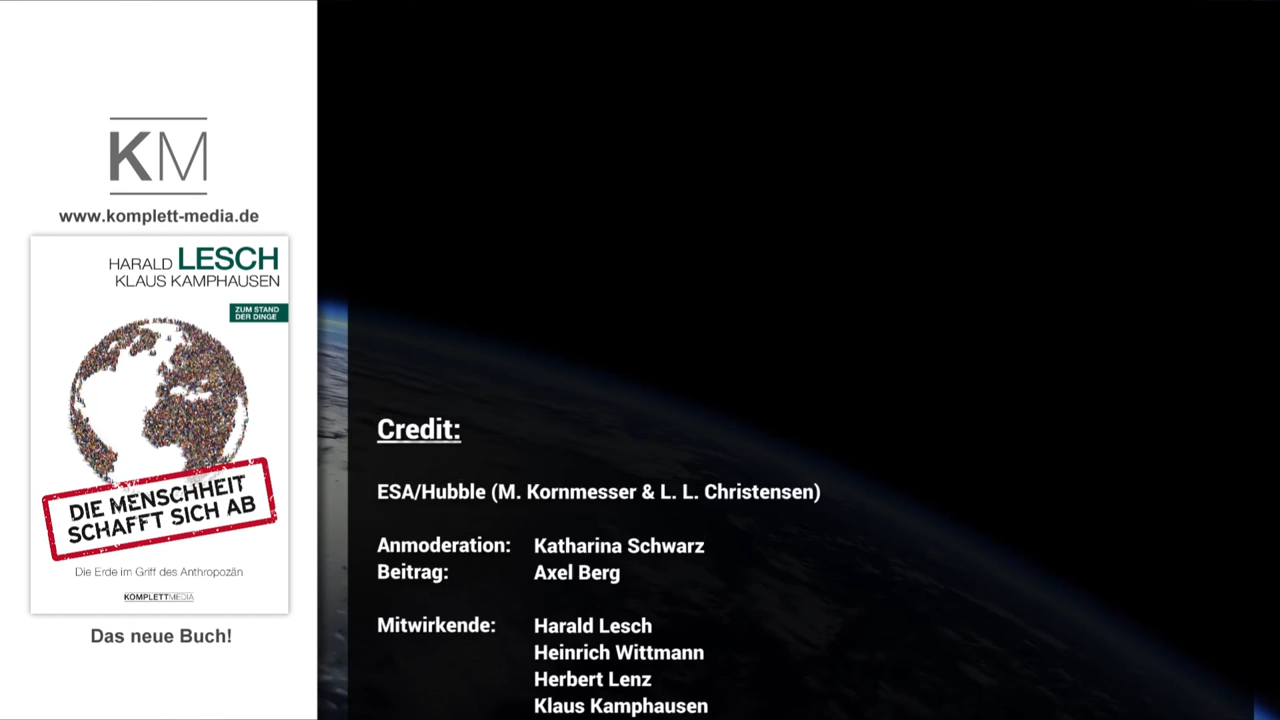 KM
www.komplett-media.de
HARALD LESCH
KLAUS KAMPHAUSEN
ZUM STAND
DER DINGE
DIE MENSCHHEIT
SCHAFFT SICH AB
Die Erde im Griff des Anthropozän
KOMPLETTMEDIA
Das neue Buch!
Credit:
ESA/Hubble (M. Kornmesser & L. L. Christensen)
Anmoderation: Katharina Schwarz
Beitrag: Axel Berg
Mitwirkende: Harald Lesch
Heinrich Wittmann
Herbert Lenz
Klaus Kamphausen